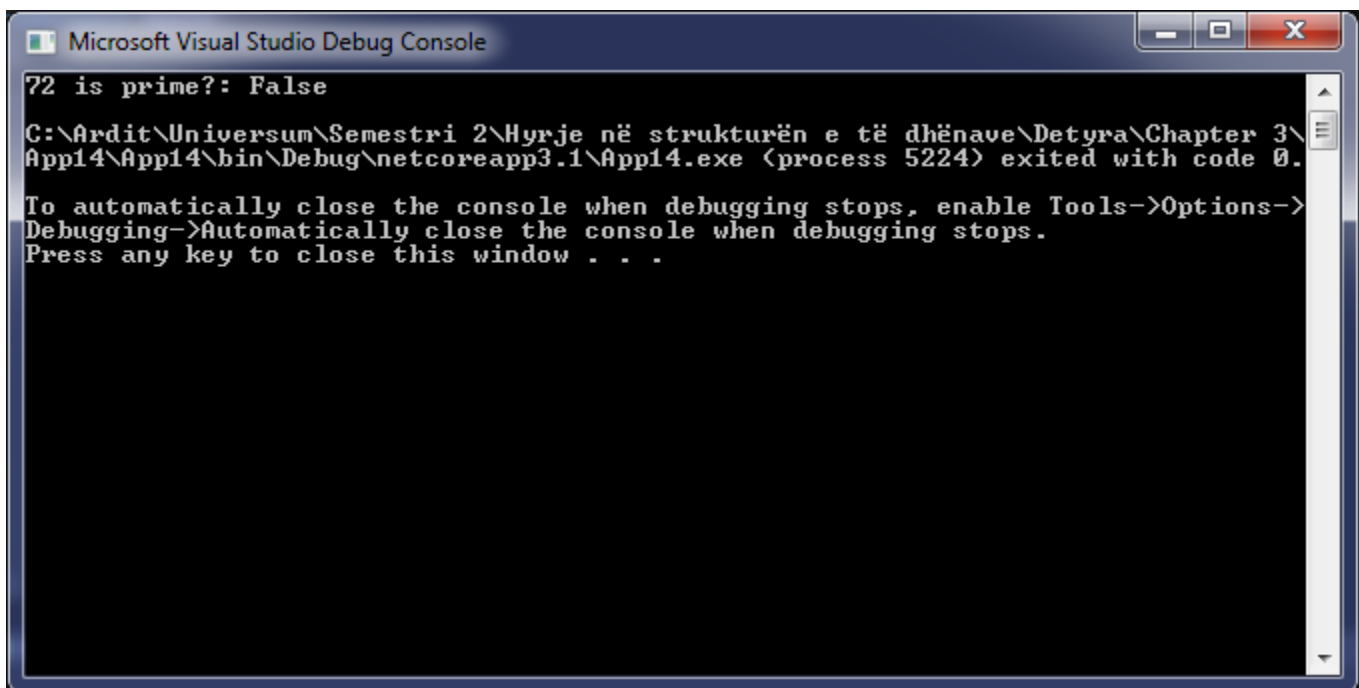 Microsoft Visual Studio Debug Console
72 is prime?: False
C:\Ardit\Universum\Semestri 2\Hyrje në strukturën e të dhënave\Detyra\Chapter 3\
App14\App14\bin\Debug\netcoreapp3.1\App14.exe (process 5224) exited with code 0.
To automatically close the console when debugging stops, enable Tools->Options->
Debugging->Automatically close the console when debugging stops.
Press any key to close this window . . .